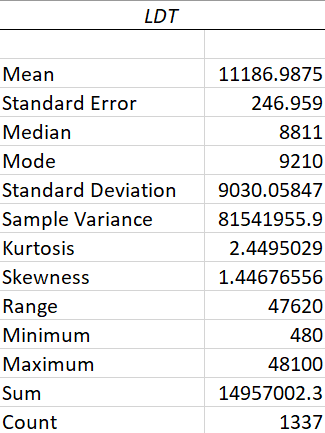 LDT
Mean 11186.9875
Standard Error 246.959
Median 8811
Mode 9210
Standard Deviation 9030.05847
Sample Variance 81541955.9
Kurtosis 2.4495029
Skewness 1.44676556
Range 47620
Minimum 480
Maximum 48100
Sum 14957002.3
Count 1337